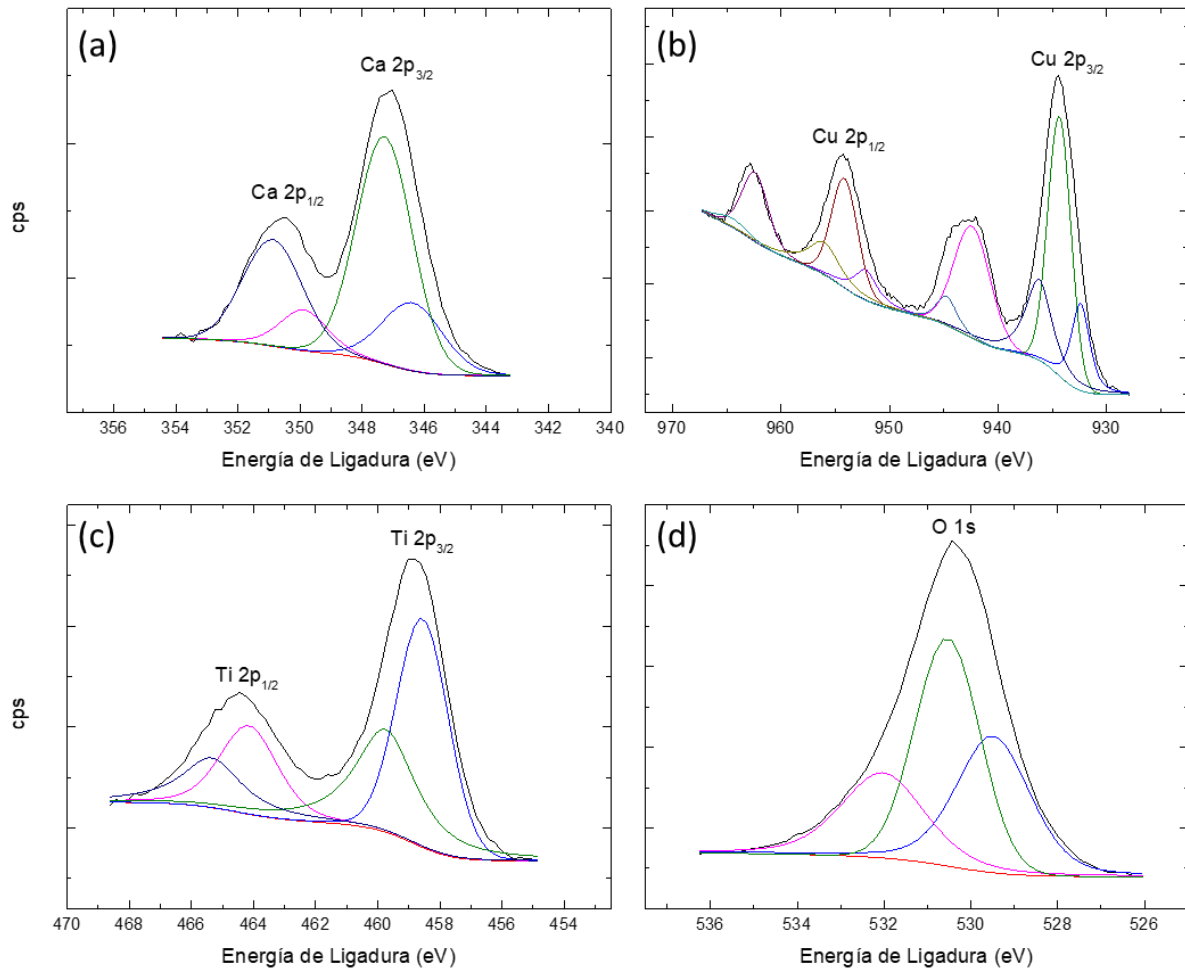 (a)
Ca 2p3/2
Ca 2p1/2
cps
356 354 352 350 348 346 344 342 340
Energía de Ligadura (eV)
(b)
Cu 2p3/2
Cu 2p1/2
970 960 950 940 930
Energía de Ligadura (eV)
(c)
Ti 2p3/2
Ti 2p1/2
cps
470 468 466 464 462 460 458 456 454
Energía de Ligadura (eV)
(d)
O 1s
536 534 532 530 528 526
Energía de Ligadura (eV)